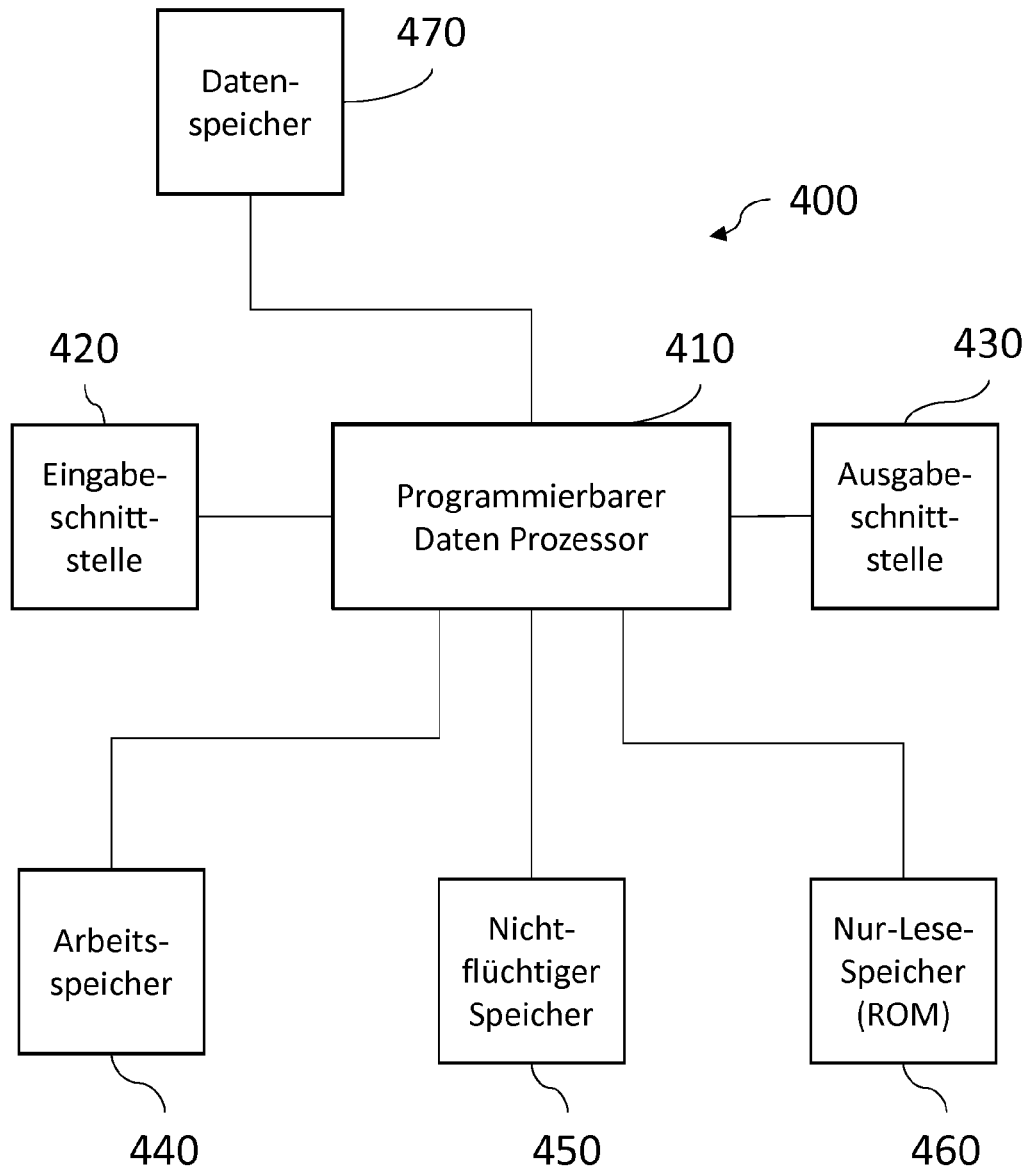 470
Daten-
speicher
400
420
410
430
Eingabe-
schnitt-
stelle
Programmierbarer
Daten Prozessor
Ausgabe-
schnitt-
stelle
Arbeits-
speicher
Nicht-
flüchtiger
Speicher
Nur-Lese-
Speicher
(ROM)
440
450
460